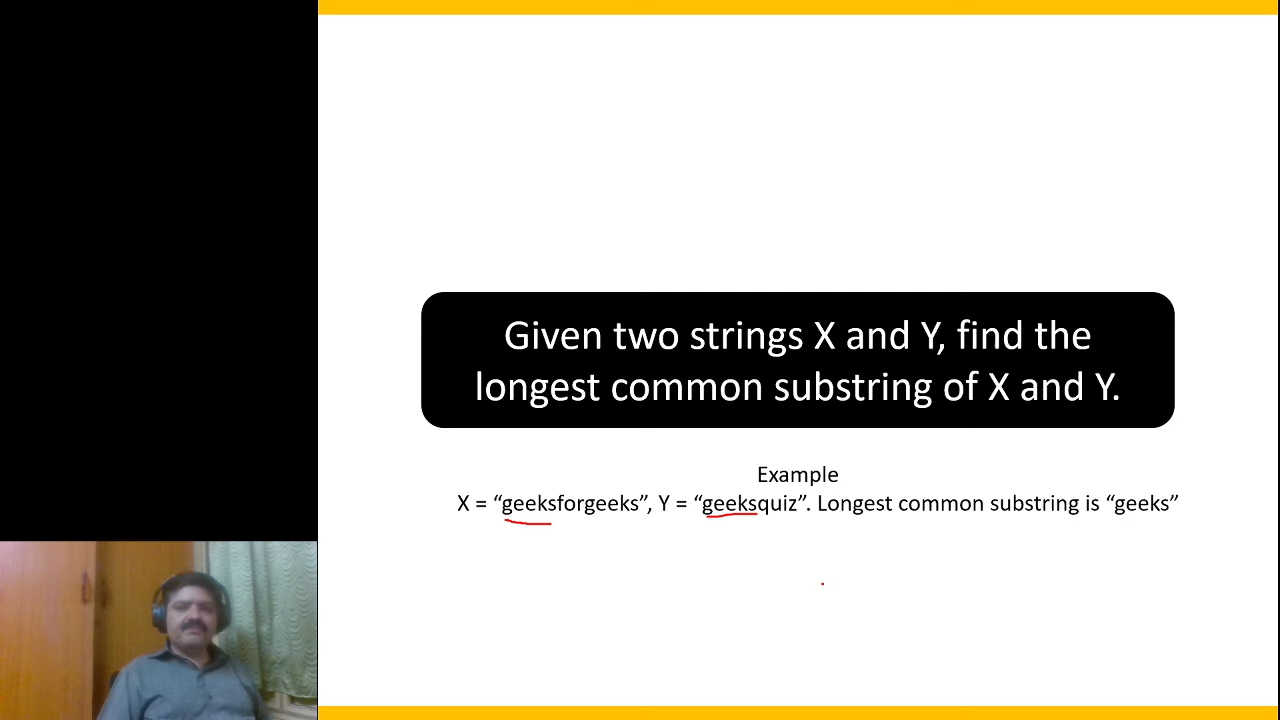 Given two strings X and Y, find the
longest common substring of X and Y.
Example
X = “geeksforgeeks”, Y = “geeksquiz”. Longest common substring is “geeks”